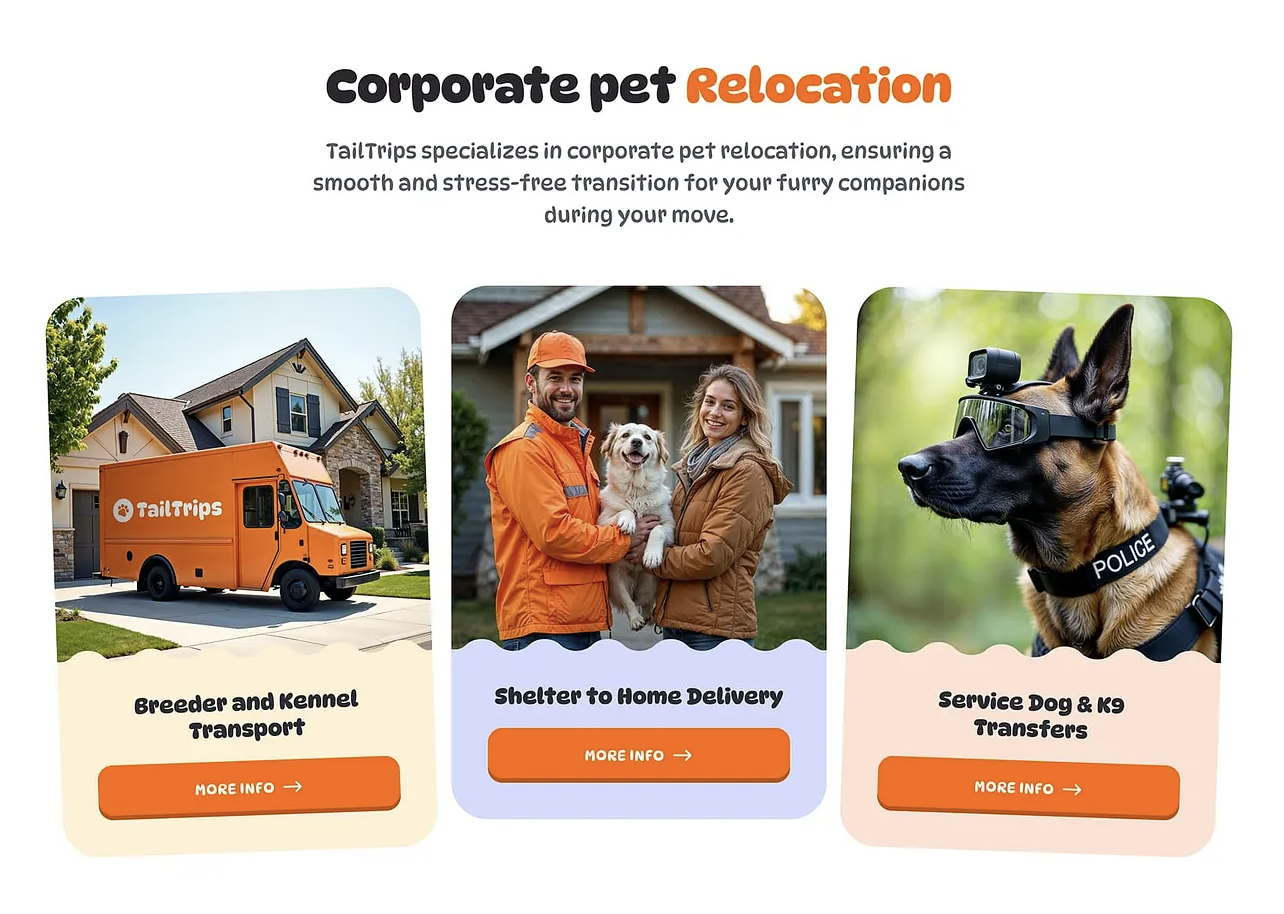 Corporate pet Relocation
TailTrips specializes in corporate pet relocation, ensuring a
smooth and stress-free transition for your furry companions
during your move.
TailTrips
Breeder and Kennel
Transport
MORE INFO →
Shelter to Home Delivery
MORE INFO →
POLICE
Service Dog & K9
Transfers
MORE INFO →